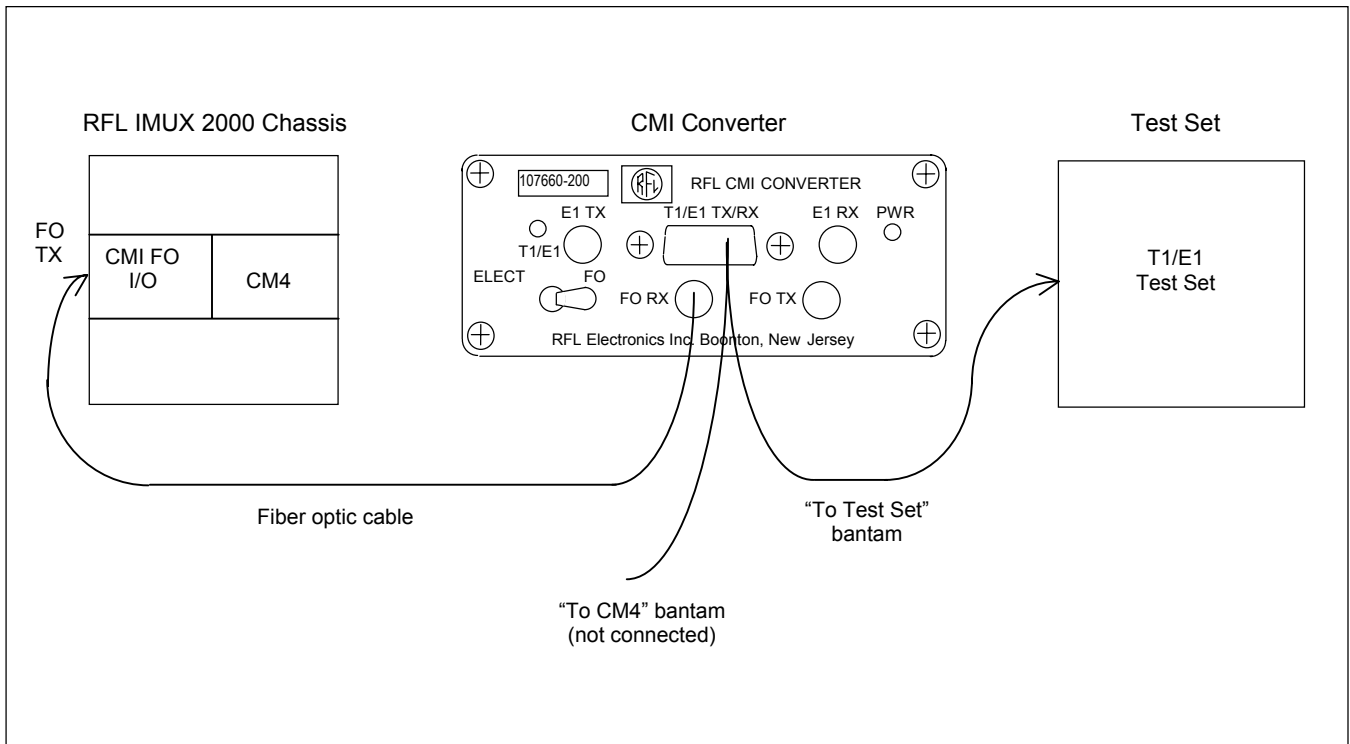 RFL IMUX 2000 Chassis
CMI Converter
Test Set
FO
TX
CMI FO
I/O
CM4
107660-200
RFL
RFL CMI CONVERTER
E1 TX
T1/E1 TX/RX
E1 RX
PWR
T1/E1
ELECT
FO
FO RX
FO TX
RFL Electronics Inc. Boonton, New Jersey
T1/E1
Test Set
Fiber optic cable
“To Test Set”
bantam
“To CM4” bantam
(not connected)